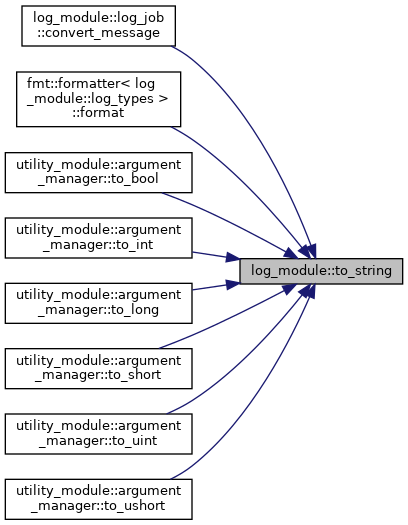 log_module::log_job
::convert_message
fmt::formatter< log
_module::log_types >
::format
utility_module::argument
_manager::to_bool
utility_module::argument
_manager::to_int
log_module::to_string
utility_module::argument
_manager::to_long
utility_module::argument
_manager::to_short
utility_module::argument
_manager::to_uint
utility_module::argument
_manager::to_ushort